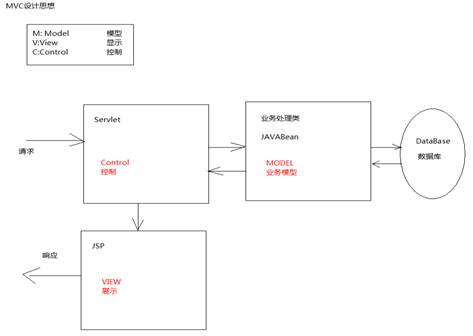 MVC设计思想
M: Model 模型
V:View 显示
C:Control 控制
请求
Servlet
Control
控制
业务处理类
JAVABean
MODEL
业务模型
DataBase
数据库
响应
JSP
VIEW
展示